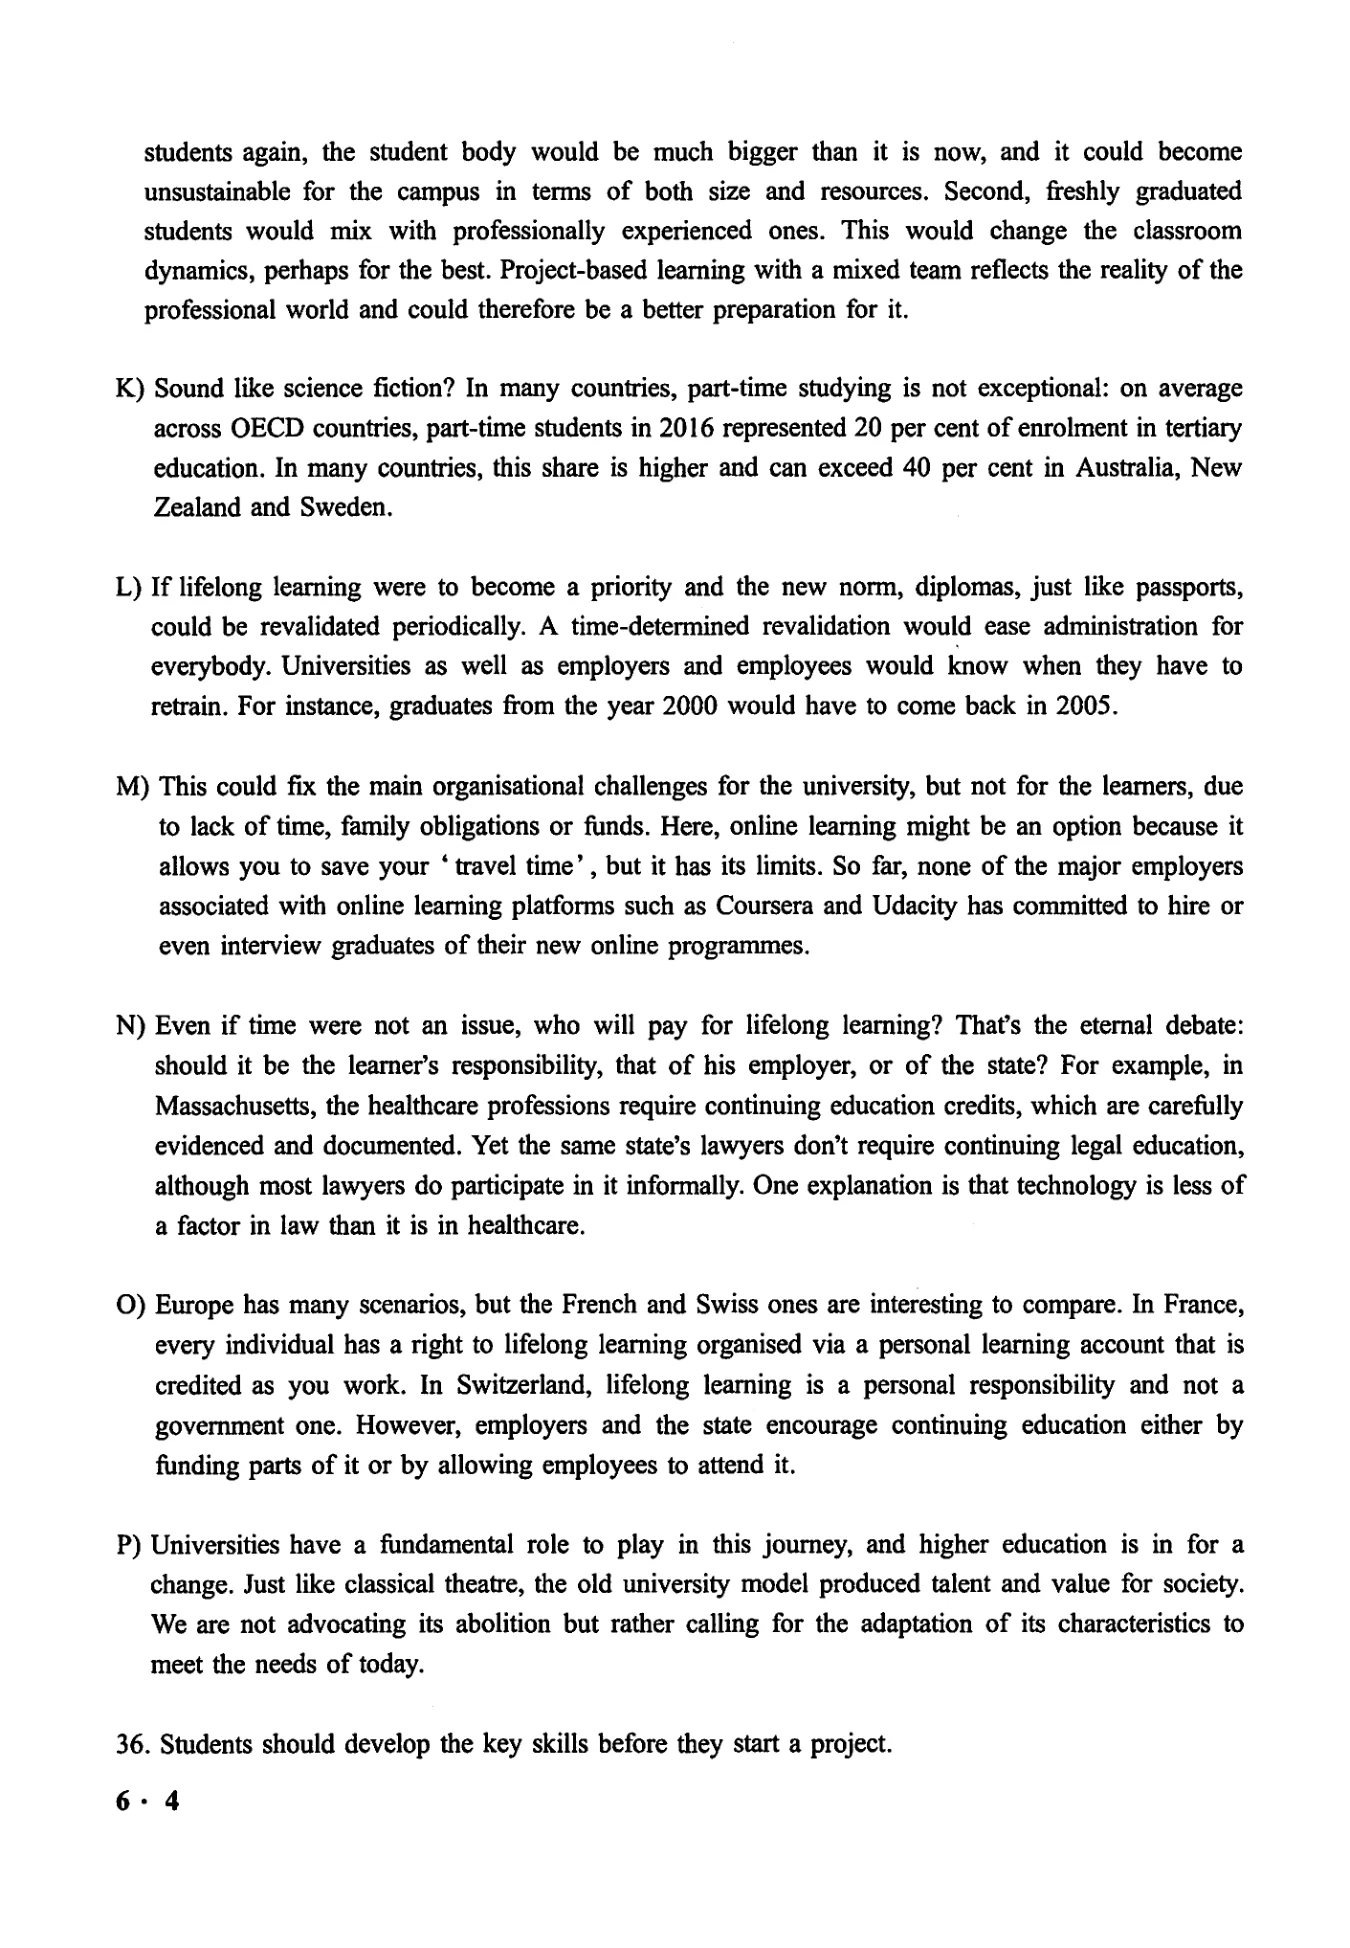 students again, the student body would be much bigger than it is now, and it could become
unsustainable for the campus in terms of both size and resources. Second, freshly graduated
students would mix with professionally experienced ones. This would change the classroom
dynamics, perhaps for the best. Project-based learning with a mixed team reflects the reality of the
professional world and could therefore be a better preparation for it.
K) Sound like science fiction? In many countries, part-time studying is not exceptional: on average
across OECD countries, part-time students in 2016 represented 20 per cent of enrolment in tertiary
education. In many countries, this share is higher and can exceed 40 per cent in Australia, New
Zealand and Sweden.
L) If lifelong learning were to become a priority and the new norm, diplomas, just like passports,
could be revalidated periodically. A time-determined revalidation would ease administration for
everybody. Universities as well as employers and employees would know when they have to
retrain. For instance, graduates from the year 2000 would have to come back in 2005.
M) This could fix the main organisational challenges for the university, but not for the learners, due
to lack of time, family obligations or funds. Here, online learning might be an option because it
allows you to save your ‘ travel time’ , but it has its limits. So far, none of the major employers
associated with online learning platforms such as Coursera and Udacity has committed to hire or
even interview graduates of their new online programmes.
N) Even if time were not an issue, who will pay for lifelong learning? That’s the eternal debate:
should it be the learner’s responsibility, that of his employer, or of the state? For example, in
Massachusetts, the healthcare professions require continuing education credits, which are carefully
evidenced and documented. Yet the same state’s lawyers don’t require continuing legal education,
although most lawyers do participate in it informally. One explanation is that technology is less of
a factor in law than it is in healthcare.
O) Europe has many scenarios, but the French and Swiss ones are interesting to compare. In France,
every individual has a right to lifelong learning organised via a personal learning account that is
credited as you work. In Switzerland, lifelong learning is a personal responsibility and not a
government one. However, employers and the state encourage continuing education either by
funding parts of it or by allowing employees to attend it.
P) Universities have a fundamental role to play in this journey, and higher education is in for a
change. Just like classical theatre, the old university model produced talent and value for society.
We are not advocating its abolition but rather calling for the adaptation of its characteristics to
meet the needs of today.
36. Students should develop the key skills before they start a project.
6 · 4